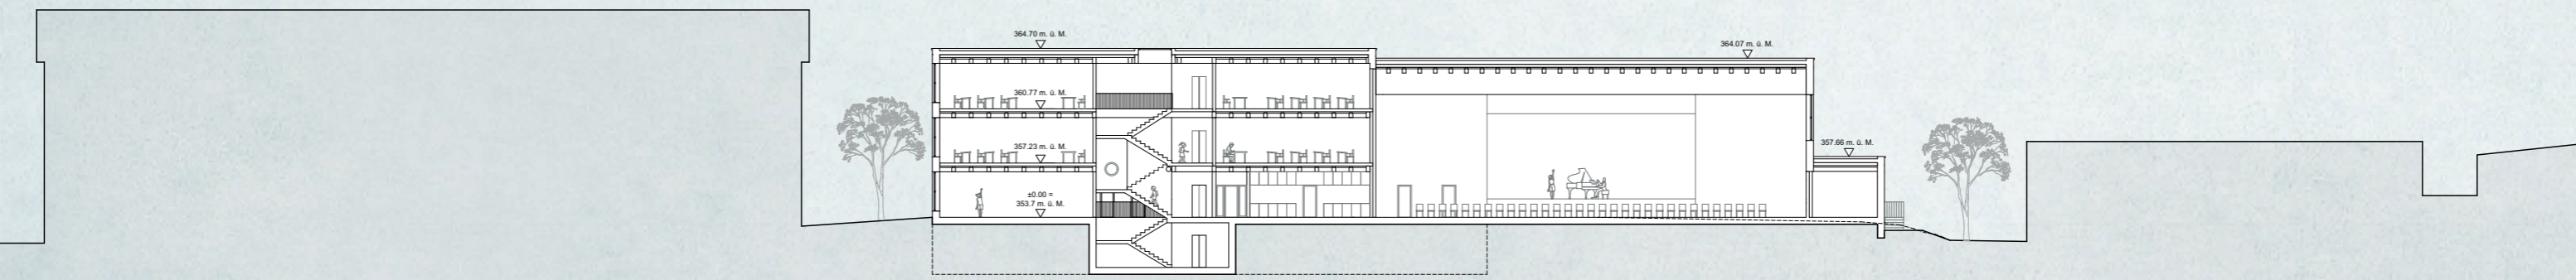 364.70 m. ü. M.
364.07 m. ü. M.
360.77 m. ü. M.
357.23 m. ü. M.
357.66 m. ü. M.
±0.00 =
353.7 m. ü. M.